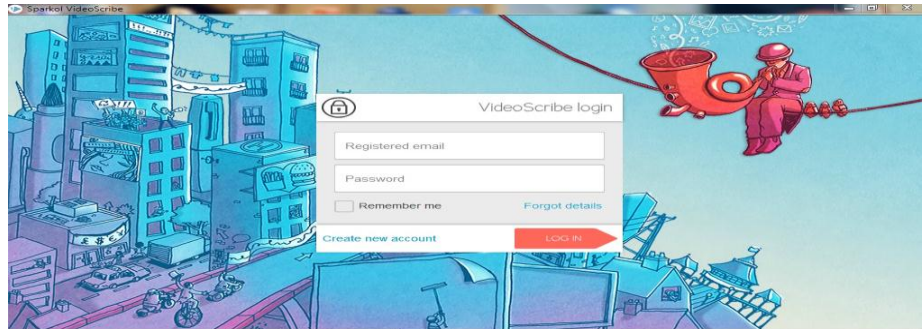 Sparkol VideoScribe
VideoScribe login
Registered email
Password
Remember me
Forgot details
Create new account
LOG IN